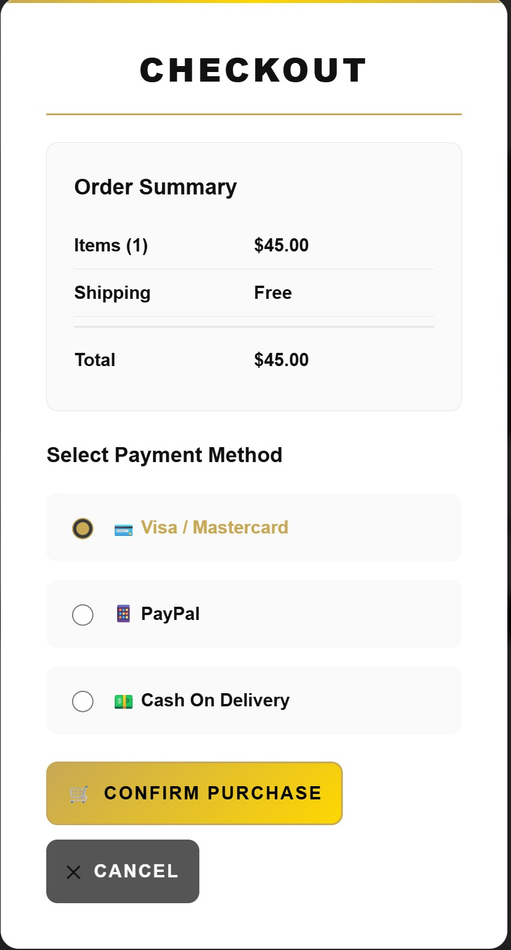 CHECKOUT
Order Summary
Items (1) $45.00
Shipping Free
Total $45.00
Select Payment Method
Visa / Mastercard
PayPal
Cash On Delivery
CONFIRM PURCHASE
CANCEL